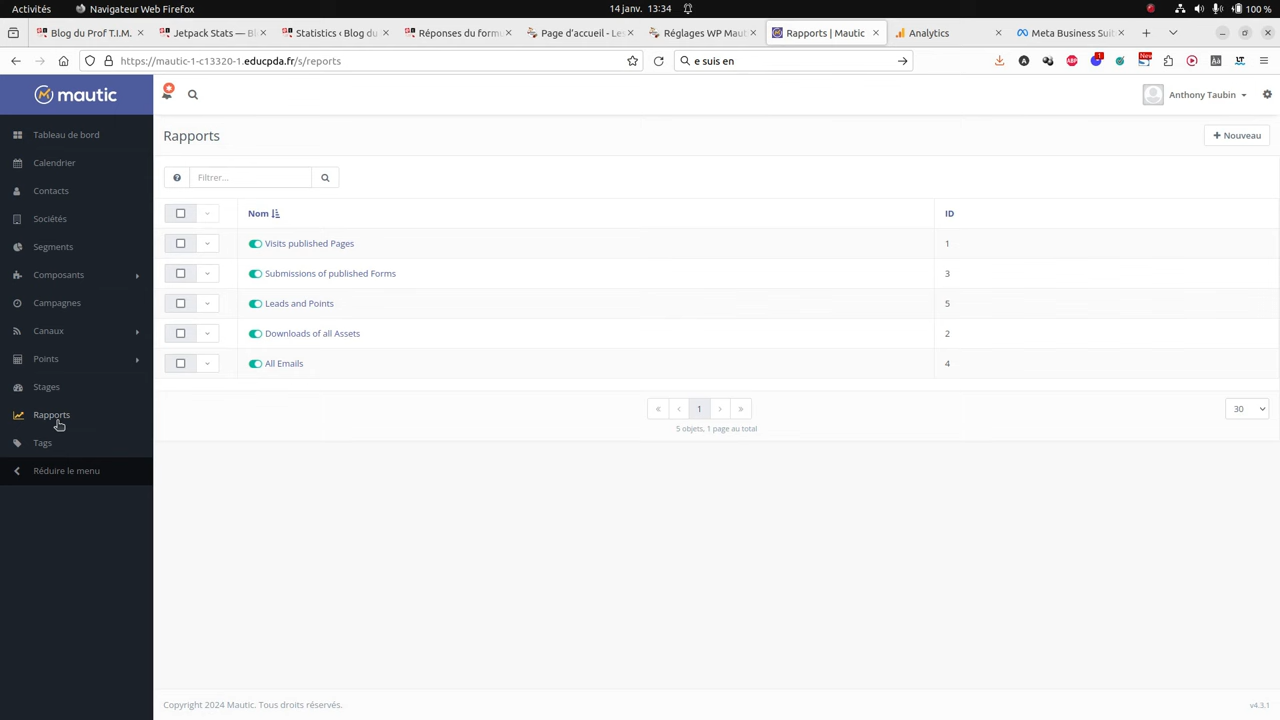 Activités
Navigateur Web Firefox
14 janv. 13:34
100 %
Blog du Prof T.I.M.
Jetpack Stats — Bl
Statistics ‹ Blog du
Réponses du formu
Page d'accueil - Les
Réglages WP Maut
Rapports | Mautic
Analytics
Meta Business Suit
https://mautic-1-c13320-1.educpda.fr/s/reports
e suis en
1
New
mautic
Anthony Taubin
Tableau de bord
Calendrier
Contacts
Sociétés
Segments
Composants
Campagnes
Canaux
Points
Stages
Rapports
Tags
Réduire le menu
Rapports
Nouveau
Filtrer...
Nom
ID
Visits published Pages
1
Submissions of published Forms
3
Leads and Points
5
Downloads of all Assets
2
All Emails
4
« ‹ 1 › »
30
5 objets, 1 page au total
Copyright 2024 Mautic. Tous droits réservés.
v4.3.1